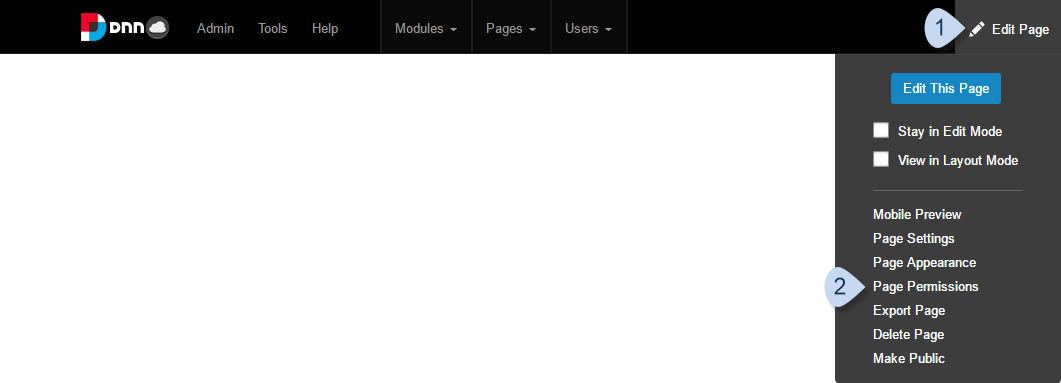 dnn Admin Tools Help Modules Pages Users 1 Edit Page
Edit This Page
Stay in Edit Mode
View in Layout Mode
Mobile Preview
Page Settings
Page Appearance
2 Page Permissions
Export Page
Delete Page
Make Public